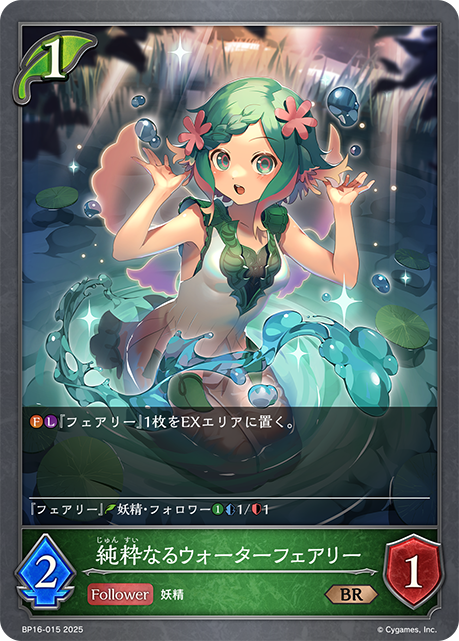 1
F L 『フェアリー』1枚をEXエリアに置く。
『フェアリー』妖精・フォロワー 1 1/1
じゅん すい
純粋なるウォーターフェアリー
2
Follower 妖精
BR
1
BP16-015 2025
© Cygames, Inc.